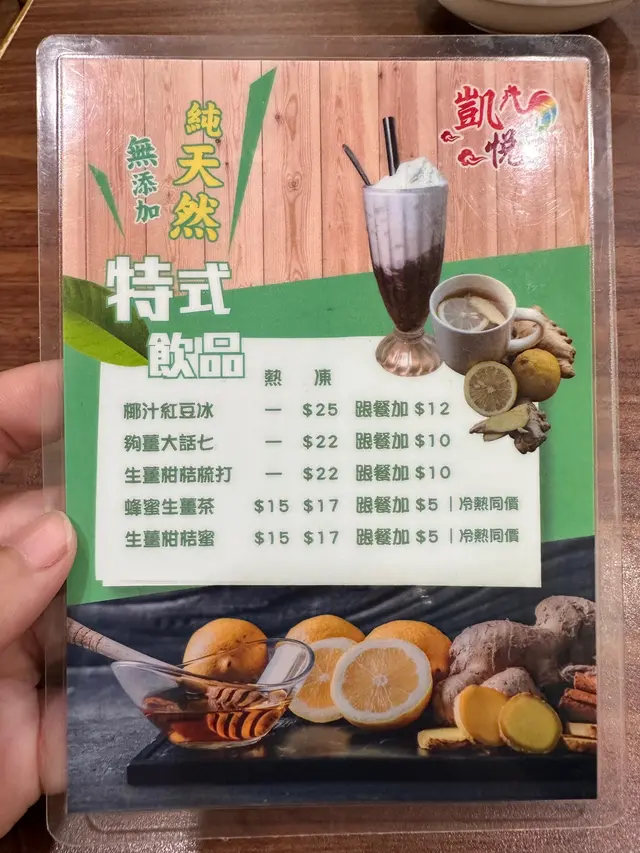 純天然
無添加
凱悅
特式
飲品
熱 凍
椰汁紅豆冰 — $25 跟餐加 $12
夠薑大話七 — $22 跟餐加 $10
生薑柑桔梳打 — $22 跟餐加 $10
蜂蜜生薑茶 $15 $17 跟餐加 $5 | 冷熱同價
生薑柑桔蜜 $15 $17 跟餐加 $5 | 冷熱同價